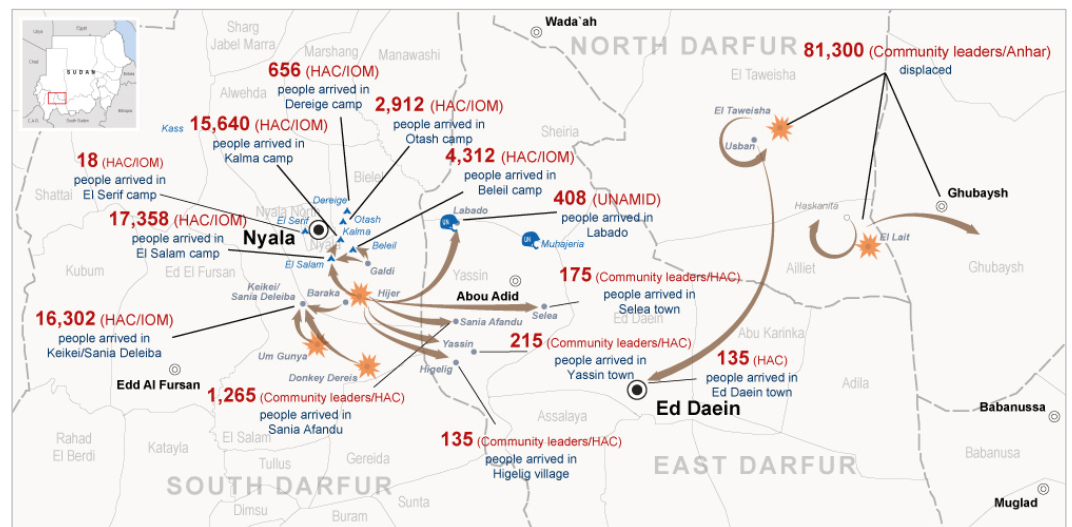 Wada`ah
Sharg
Jabel Marra
Marshang
Manawashi
NORTH DARFUR
81,300 (Community leaders/Anhar)
displaced
El Taweisha
656 (HAC/IOM)
people arrived in
Dereige camp
Alwehda
SUDAN
2,912 (HAC/IOM)
people arrived in
Otash camp
El Taweisha
Usban
Kass
15,640 (HAC/IOM)
people arrived in
Kalma camp
Sheiria
4,312 (HAC/IOM)
people arrived in
Beleil camp
18 (HAC/IOM)
people arrived in
El Serif camp
Shattai
Dereige
Otash
Kalma
Beleil
El Serif
Nyala
El Salam
Galdi
17,358 (HAC/IOM)
people arrived in
El Salam camp
Labado
UN
408 (UNAMID)
people arrived in
Labado
UN
Muhajeria
Haskanita
El Lait
Ghubaysh
Ghubaysh
Ailliet
Kubum
Ed El Fursan
Yassin
Keikei/
Sania Deleiba
Baraka
Hijer
Abou Adid
175 (Community leaders/HAC)
people arrived in
Selea town
Selea
Ed Daein
Sania Afandu
Yassin
Higelig
16,302 (HAC/IOM)
people arrived in
Keikei/Sania Deleiba
Abu Karinka
215 (Community leaders/HAC)
people arrived in
Yassin town
135 (HAC)
people arrived in
Ed Daein town
Um Gunya
Donkey Dereis
Edd Al Fursan
Adila
1,265 (Community leaders/HAC)
people arrived in
Sania Afandu
Ed Daein
Assalaya
Babanussa
Babanusa
135 (Community leaders/HAC)
people arrived in
Higelig village
Rahad
El Berdi
Katayla
El Salam
Tullus
Gereida
EAST DARFUR
SOUTH DARFUR
Dimsu
Buram
Sunta
Muglad